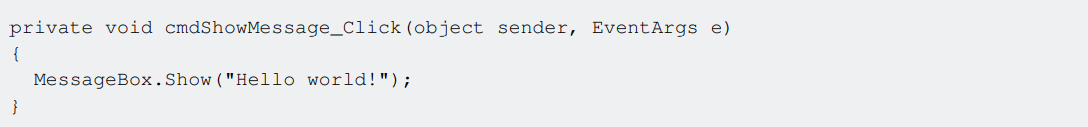 private void cmdShowMessage_Click(object sender, EventArgs e)
{
  MessageBox.Show("Hello world!");
}